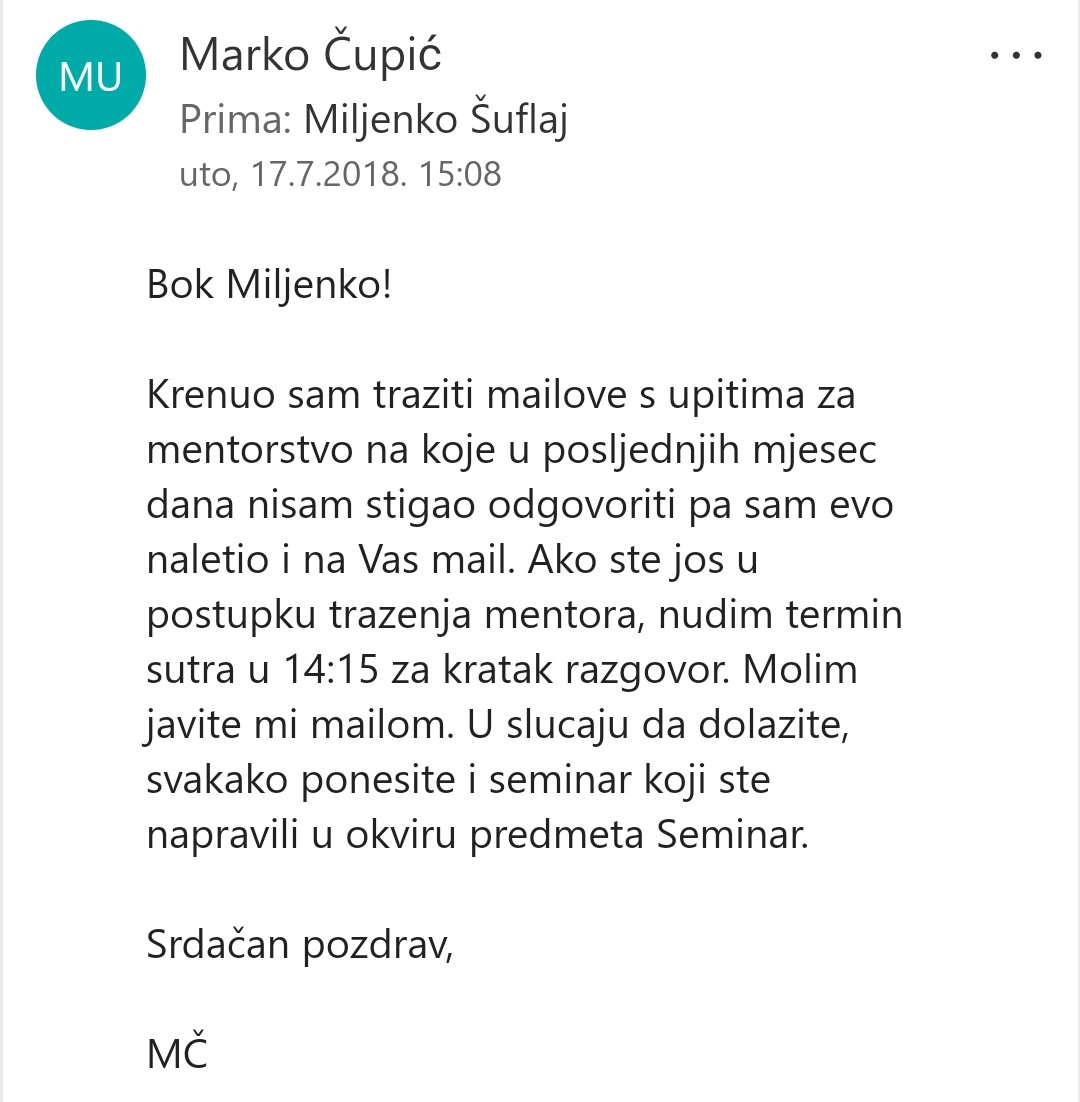 MU
Marko Čupić
...
Prima: Miljenko Šuflaj
uto, 17.7.2018. 15:08
Bok Miljenko!
Krenuo sam traziti mailove s upitima za
mentorstvo na koje u posljednjih mjesec
dana nisam stigao odgovoriti pa sam evo
naletio i na Vas mail. Ako ste jos u
postupku trazenja mentora, nudim termin
sutra u 14:15 za kratak razgovor. Molim
javite mi mailom. U slucaju da dolazite,
svakako ponesite i seminar koji ste
napravili u okviru predmeta Seminar.
Srdačan pozdrav,
MČ